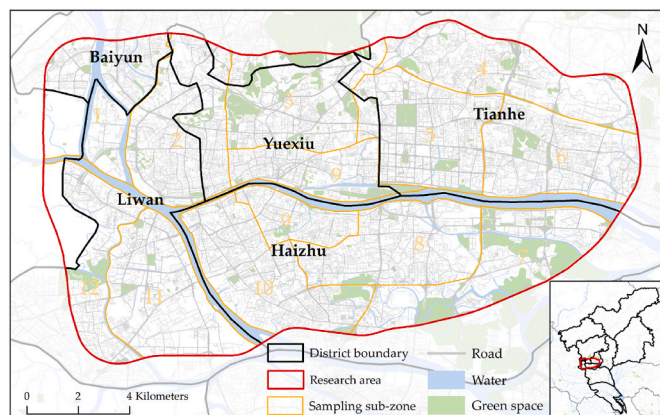 Baiyun
N
4
Tianhe
1
2
3
5
6
Yuexiu
9
Liwan
9
8
7
Haizhu
12
11
10
District boundary
Road
Research area
Water
0 2 4 Kilometers
Sampling sub-zone
Green space